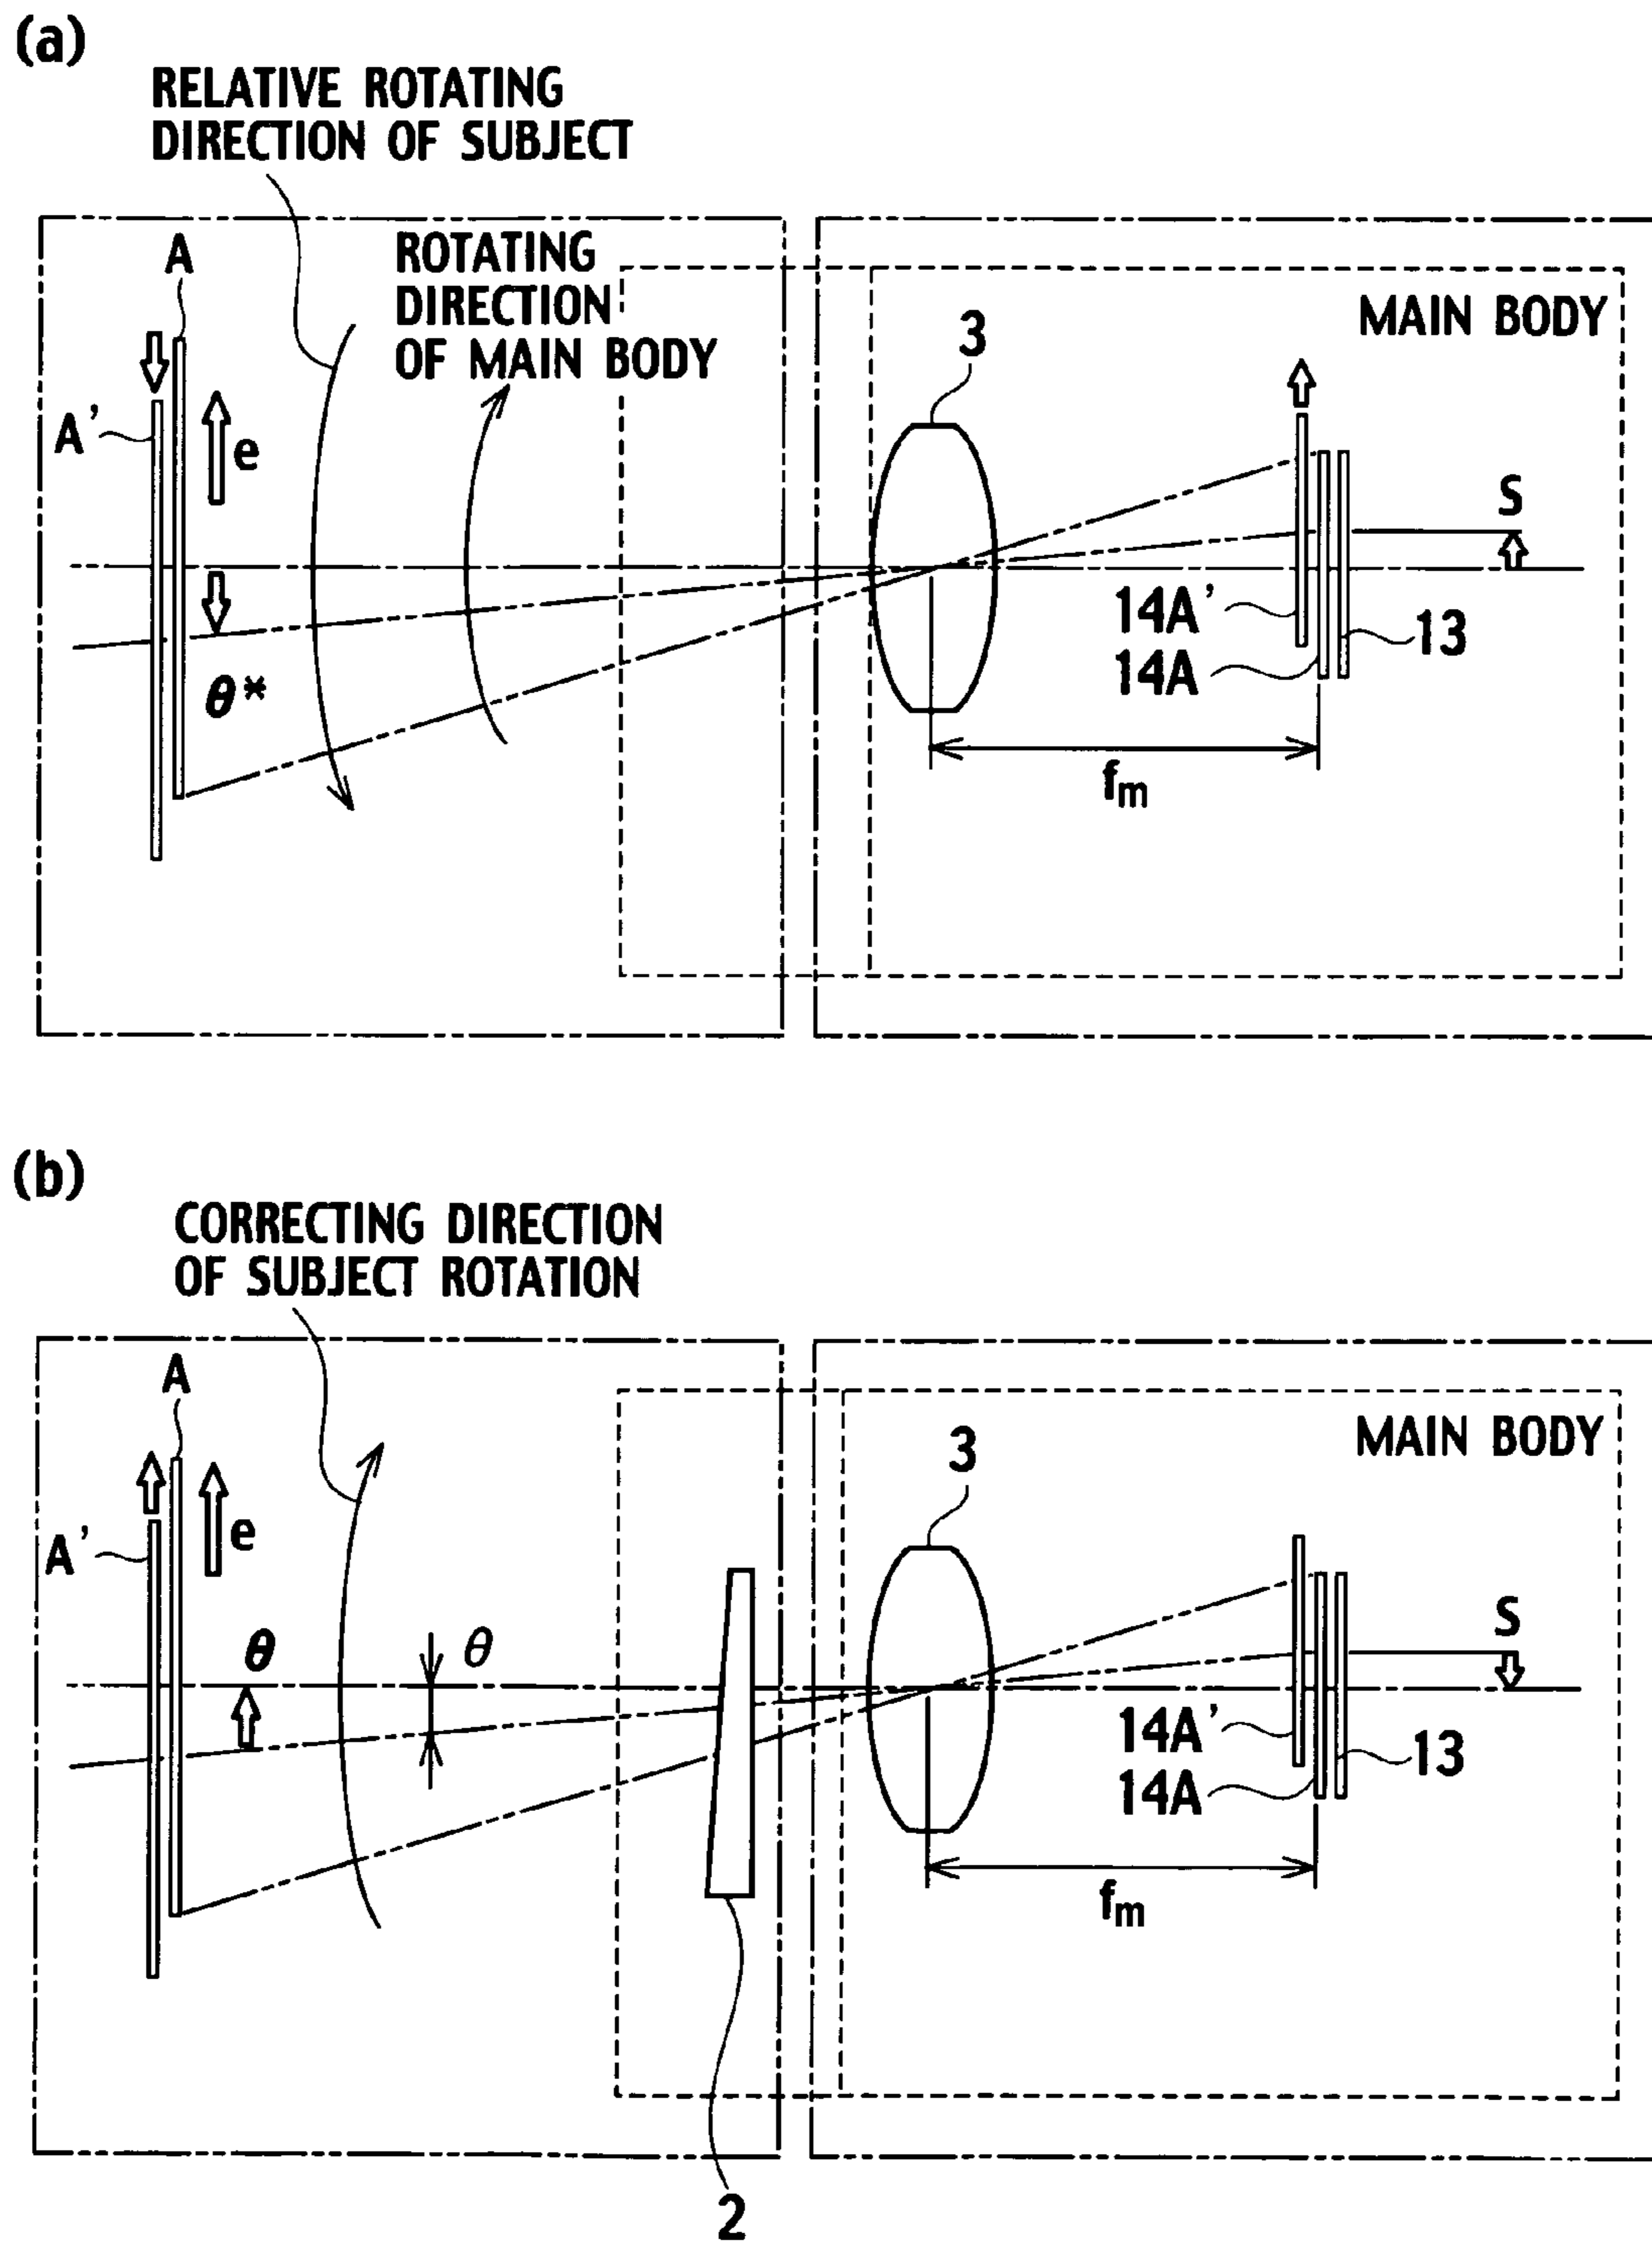 (a)
RELATIVE ROTATING
DIRECTION OF SUBJECT
A
ROTATING
DIRECTION
OF MAIN BODY
MAIN BODY
3
A'
e
S
14A'
13
14A
θ*
fm
(b)
CORRECTING DIRECTION
OF SUBJECT ROTATION
A
MAIN BODY
3
A'
e
S
θ
θ
14A'
13
14A
fm
2